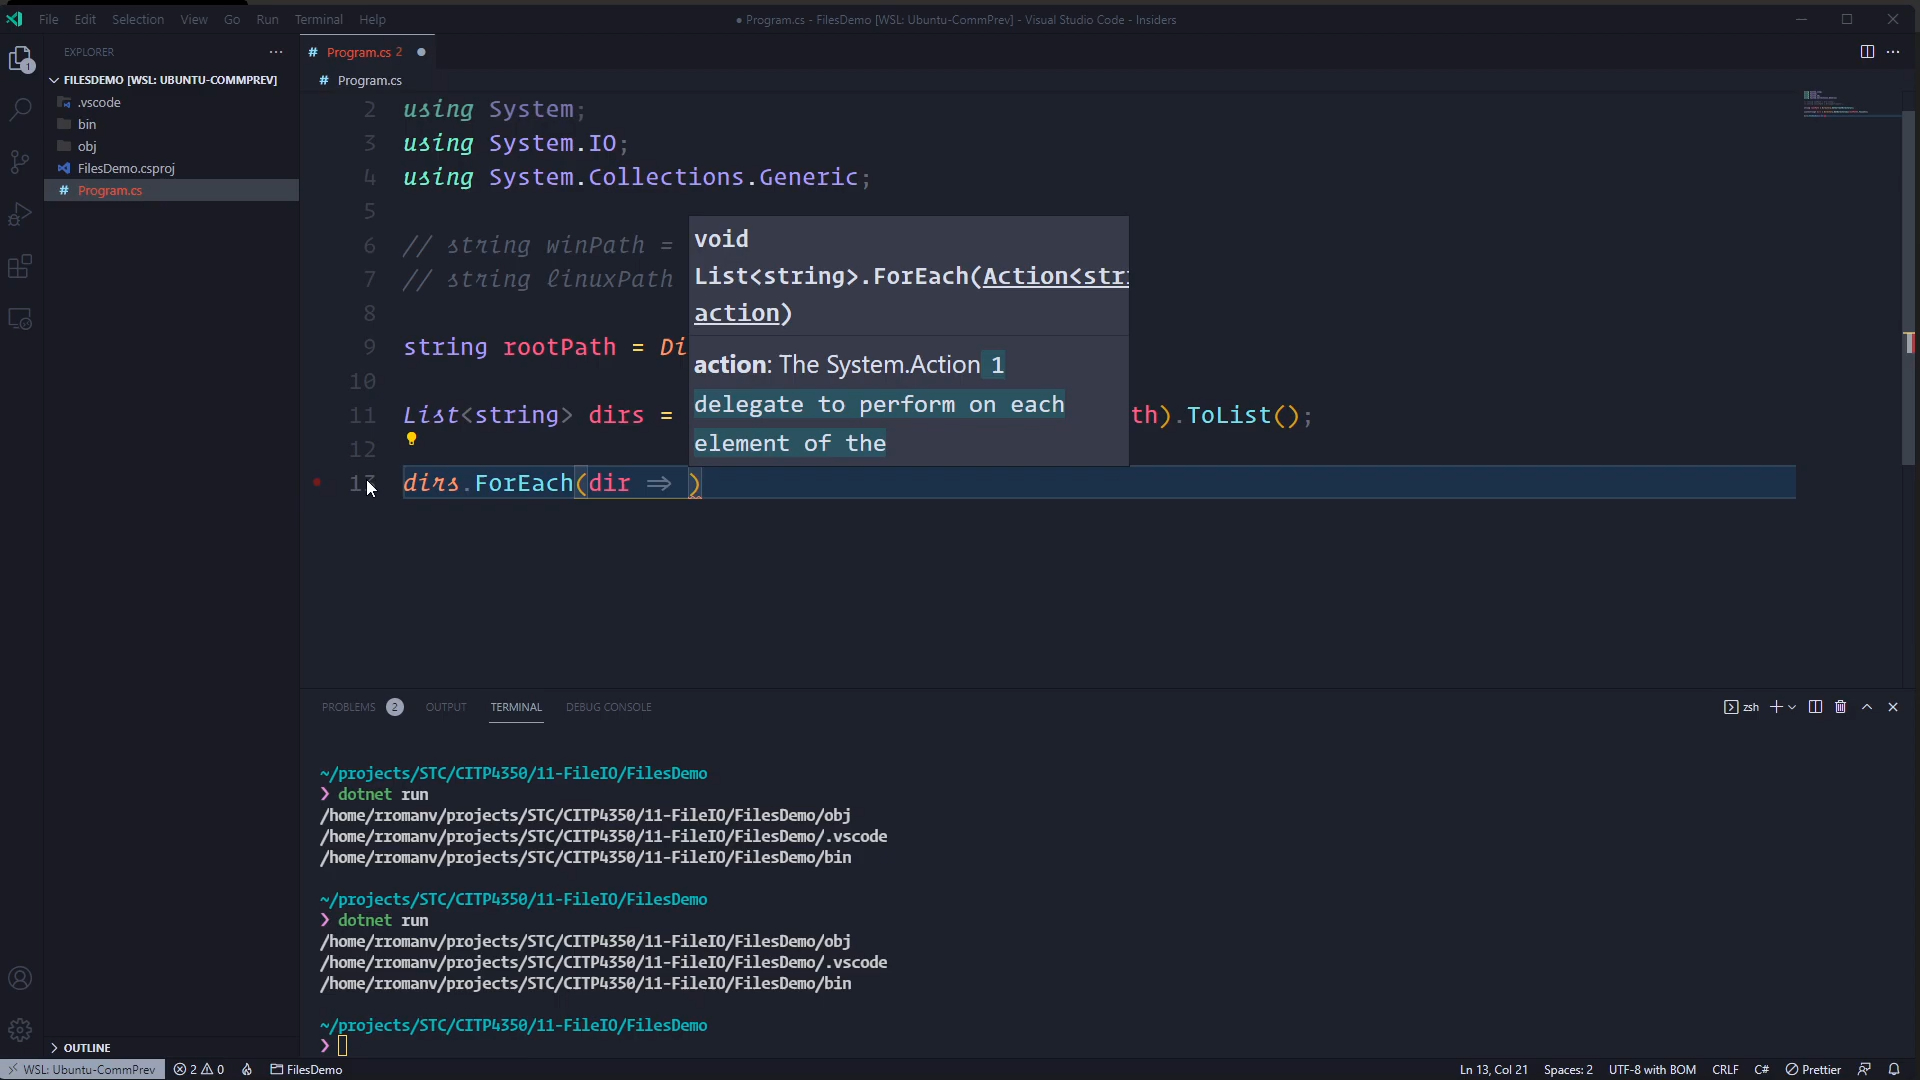 File Edit Selection View Go Run Terminal Help
● Program.cs - FilesDemo [WSL: Ubuntu-CommPrev] - Visual Studio Code - Insiders
EXPLORER
FILESDEMO [WSL: UBUNTU-COMMPREV]
.vscode
bin
obj
FilesDemo.csproj
# Program.cs
OUTLINE
1
# Program.cs 2
# Program.cs
2 using System;
3 using System.IO;
4 using System.Collections.Generic;
5
6 // string winPath =
7 // string linuxPath
8
9 string rootPath = Di
10
11 List<string> dirs = th).ToList();
12
13 dirs.ForEach(dir => )
void
List<string>.ForEach(Action<stri
action)
action: The System.Action 1
delegate to perform on each
element of the
PROBLEMS 2 OUTPUT TERMINAL DEBUG CONSOLE
zsh
~/projects/STC/CITP4350/11-FileIO/FilesDemo
❯ dotnet run
/home/rromanv/projects/STC/CITP4350/11-FileIO/FilesDemo/obj
/home/rromanv/projects/STC/CITP4350/11-FileIO/FilesDemo/.vscode
/home/rromanv/projects/STC/CITP4350/11-FileIO/FilesDemo/bin
~/projects/STC/CITP4350/11-FileIO/FilesDemo
❯ dotnet run
/home/rromanv/projects/STC/CITP4350/11-FileIO/FilesDemo/obj
/home/rromanv/projects/STC/CITP4350/11-FileIO/FilesDemo/.vscode
/home/rromanv/projects/STC/CITP4350/11-FileIO/FilesDemo/bin
~/projects/STC/CITP4350/11-FileIO/FilesDemo
❯
WSL: Ubuntu-CommPrev 2 0 FilesDemo Ln 13, Col 21 Spaces: 2 UTF-8 with BOM CRLF C# Prettier